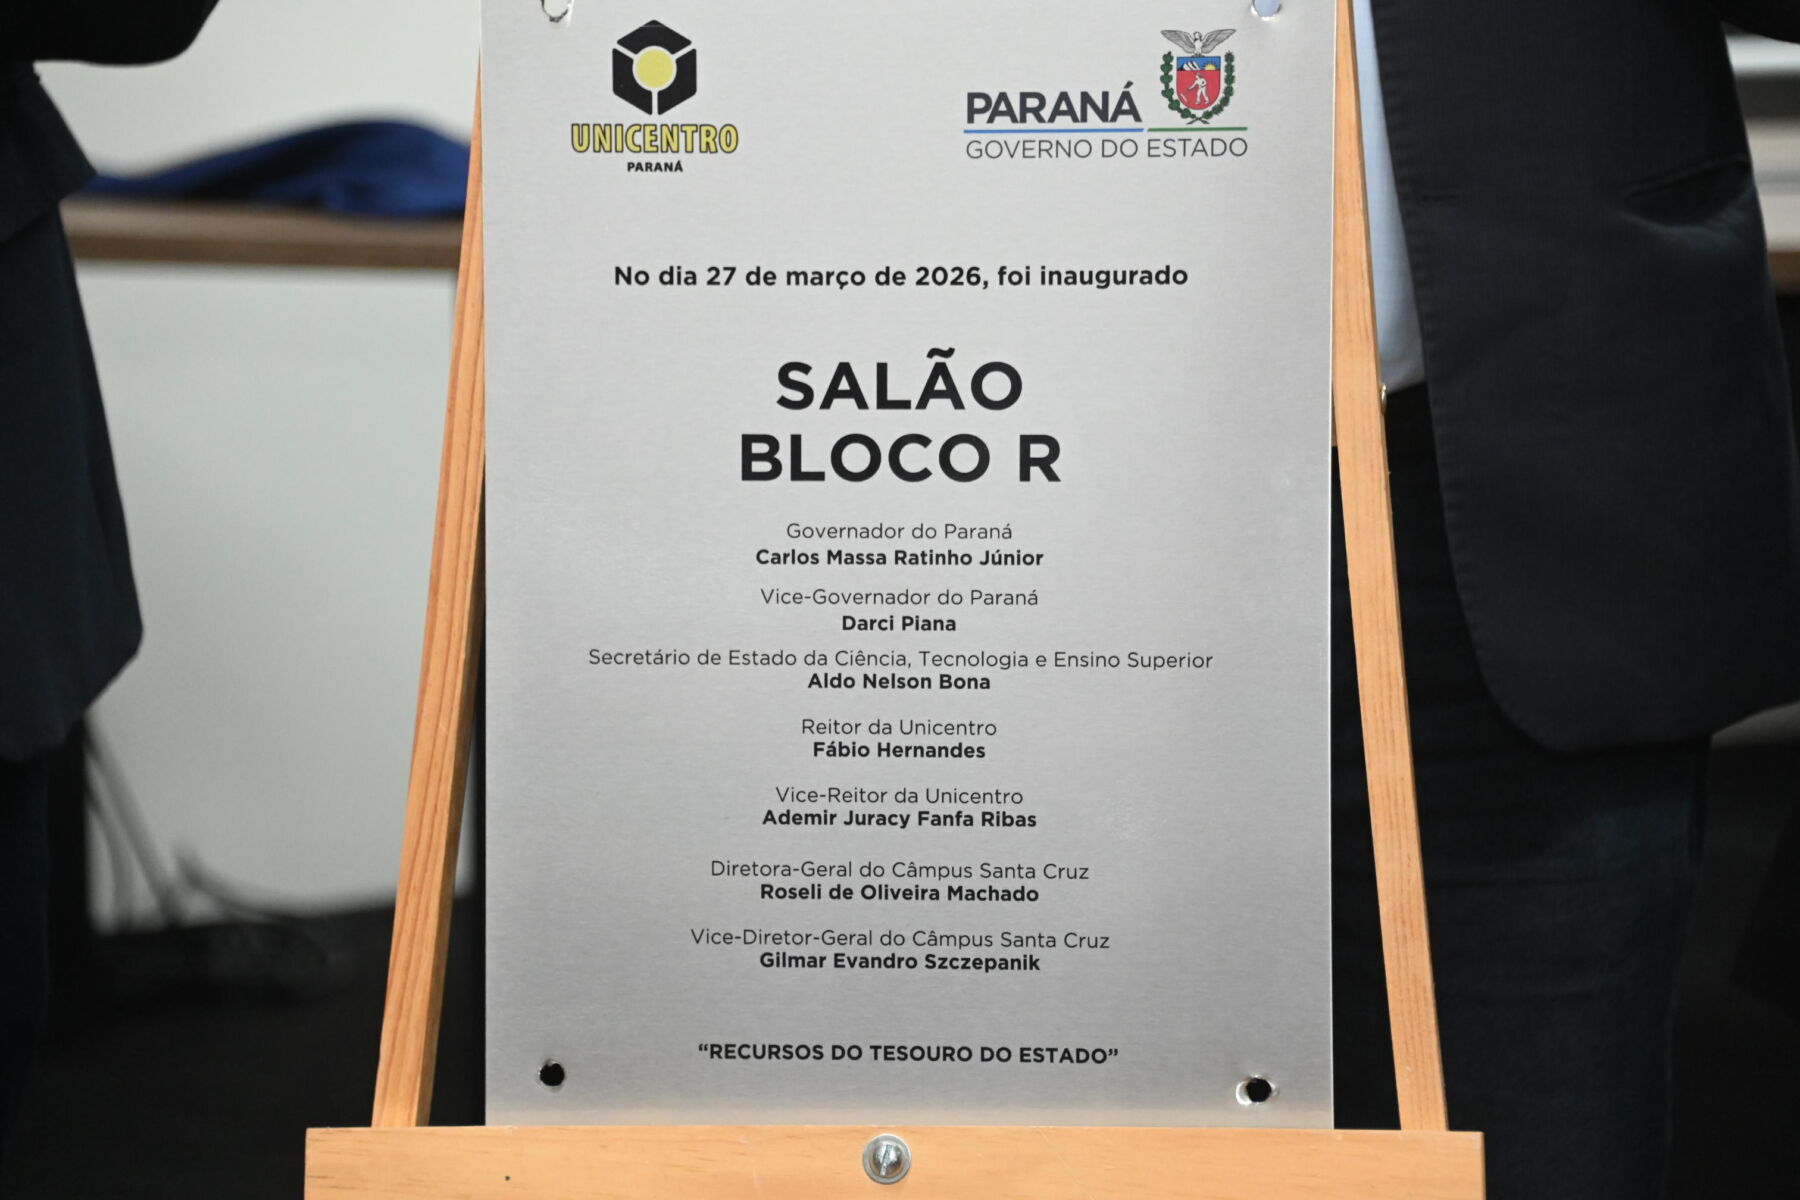 UNICENTRO
PARANÁ
PARANÁ
GOVERNO DO ESTADO
No dia 27 de março de 2026, foi inaugurado
SALÃO
BLOCO R
Governador do Paraná
Carlos Massa Ratinho Júnior
Vice-Governador do Paraná
Darci Piana
Secretário de Estado da Ciência, Tecnologia e Ensino Superior
Aldo Nelson Bona
Reitor da Unicentro
Fábio Hernandes
Vice-Reitor da Unicentro
Ademir Juracy Fanfa Ribas
Diretora-Geral do Câmpus Santa Cruz
Roseli de Oliveira Machado
Vice-Diretor-Geral do Câmpus Santa Cruz
Gilmar Evandro Szczepanik
“RECURSOS DO TESOURO DO ESTADO”